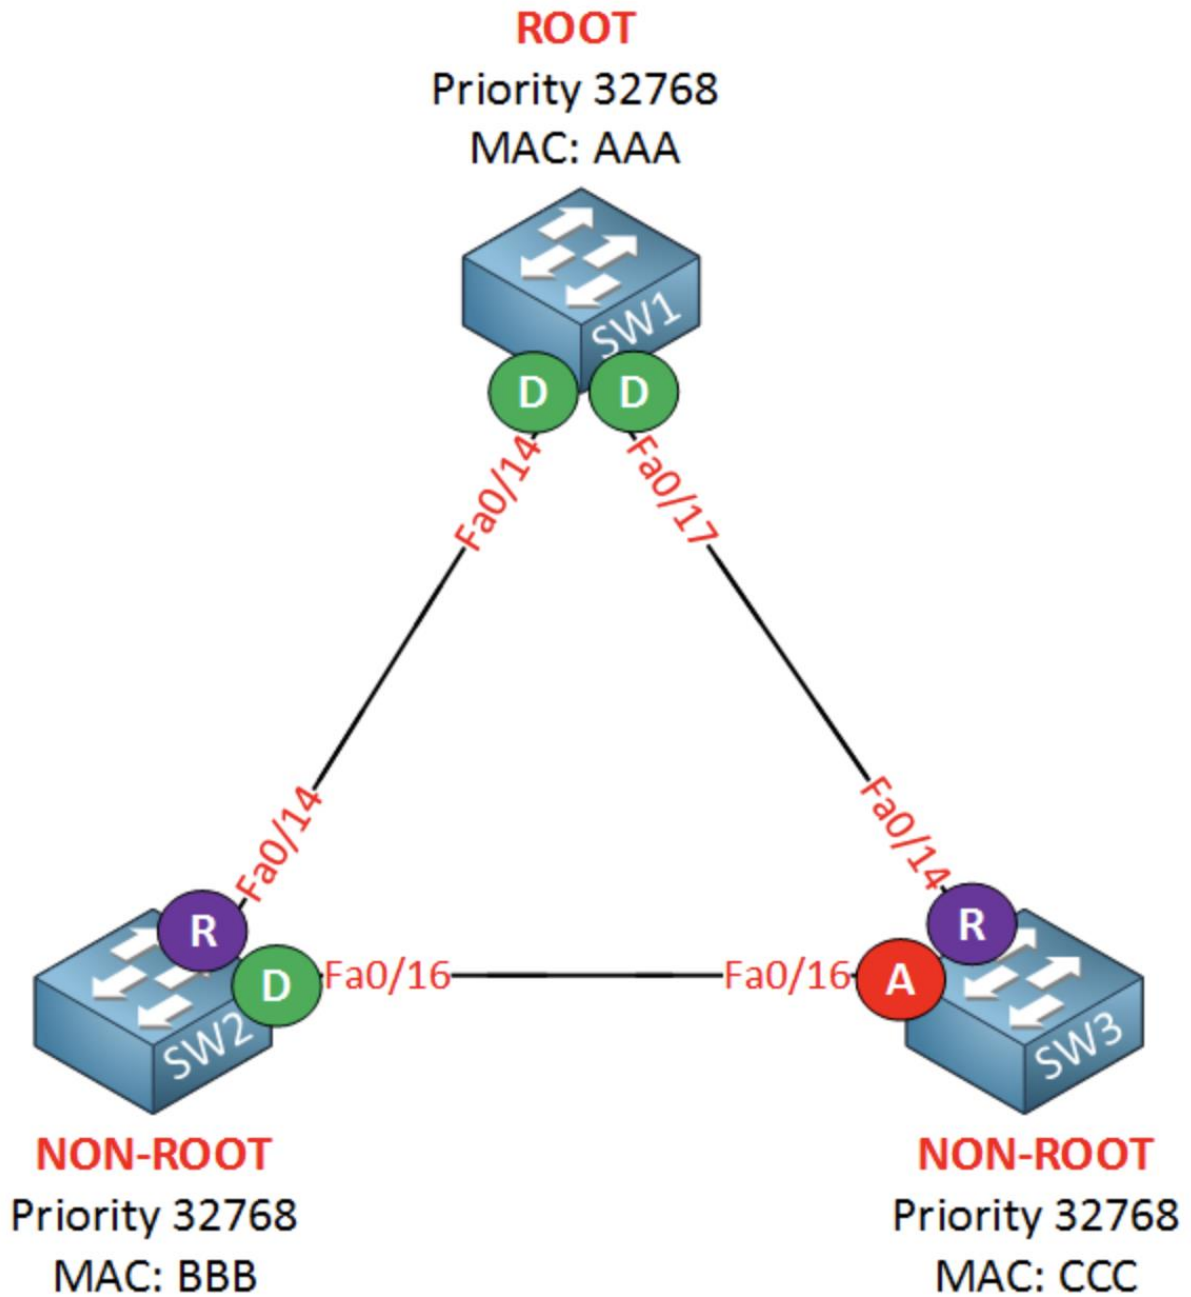 ROOT
Priority 32768
MAC: AAA
SW1
D
D
Fa0/14
Fa0/17
Fa0/14
Fa0/14
R
R
D
Fa0/16
Fa0/16
A
SW2
SW3
NON-ROOT
Priority 32768
MAC: BBB
NON-ROOT
Priority 32768
MAC: CCC